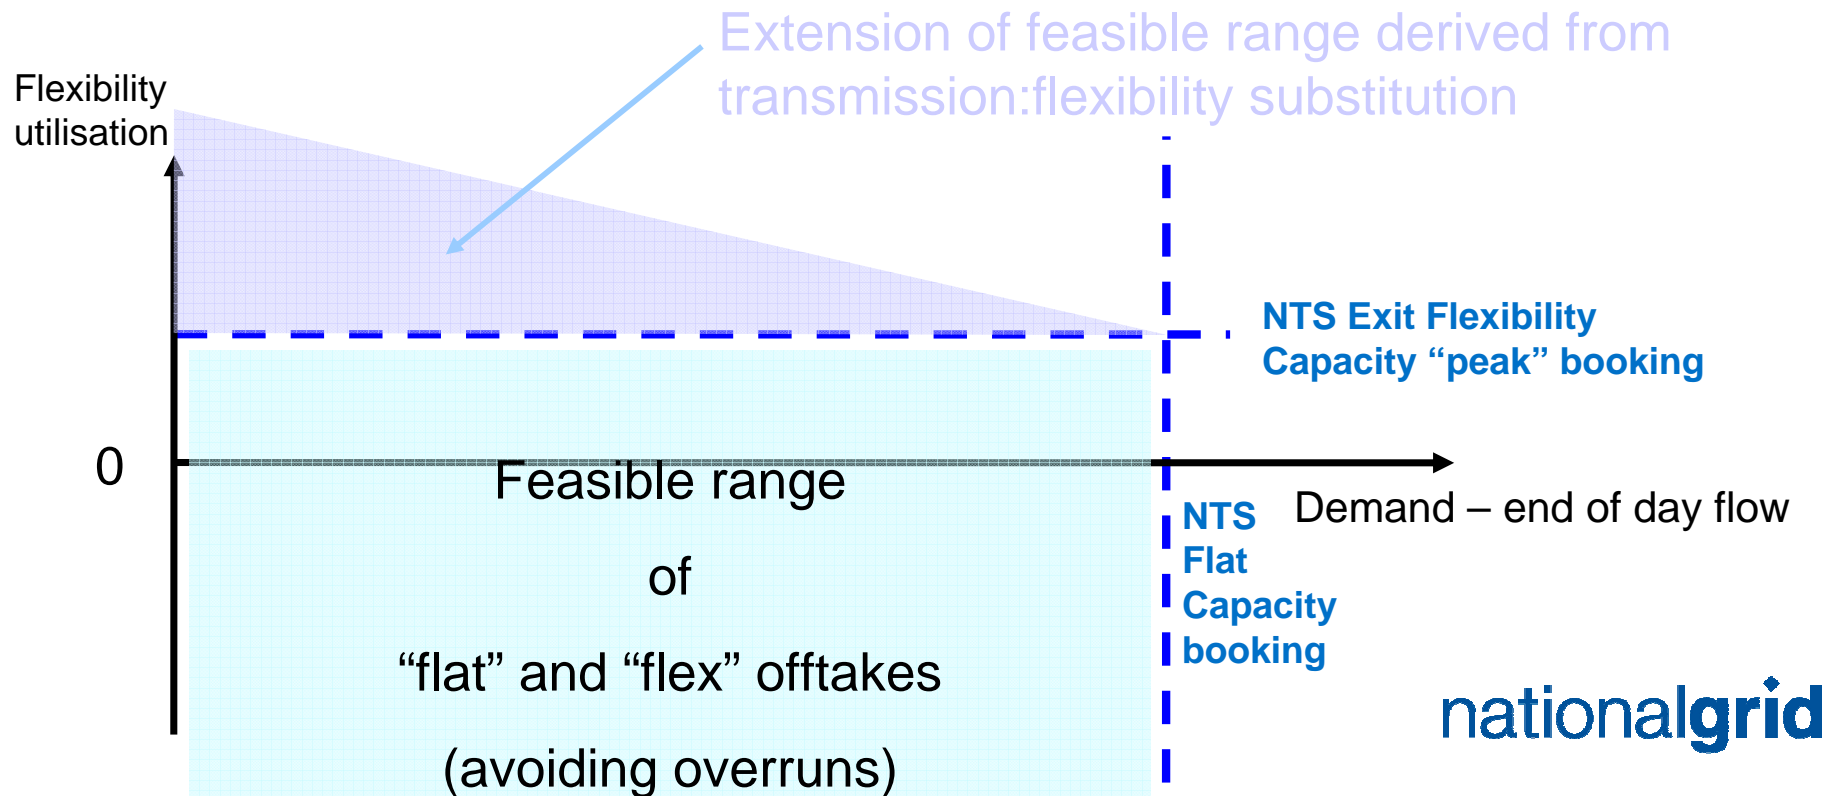 Extension of feasible range derived from
transmission:flexibility substitution
Flexibility
utilisation
NTS Exit Flexibility
Capacity “peak” booking
0
Feasible range
of
“flat” and “flex” offtakes
(avoiding overruns)
NTS
Flat
Capacity
booking
Demand – end of day flow
nationalgrid